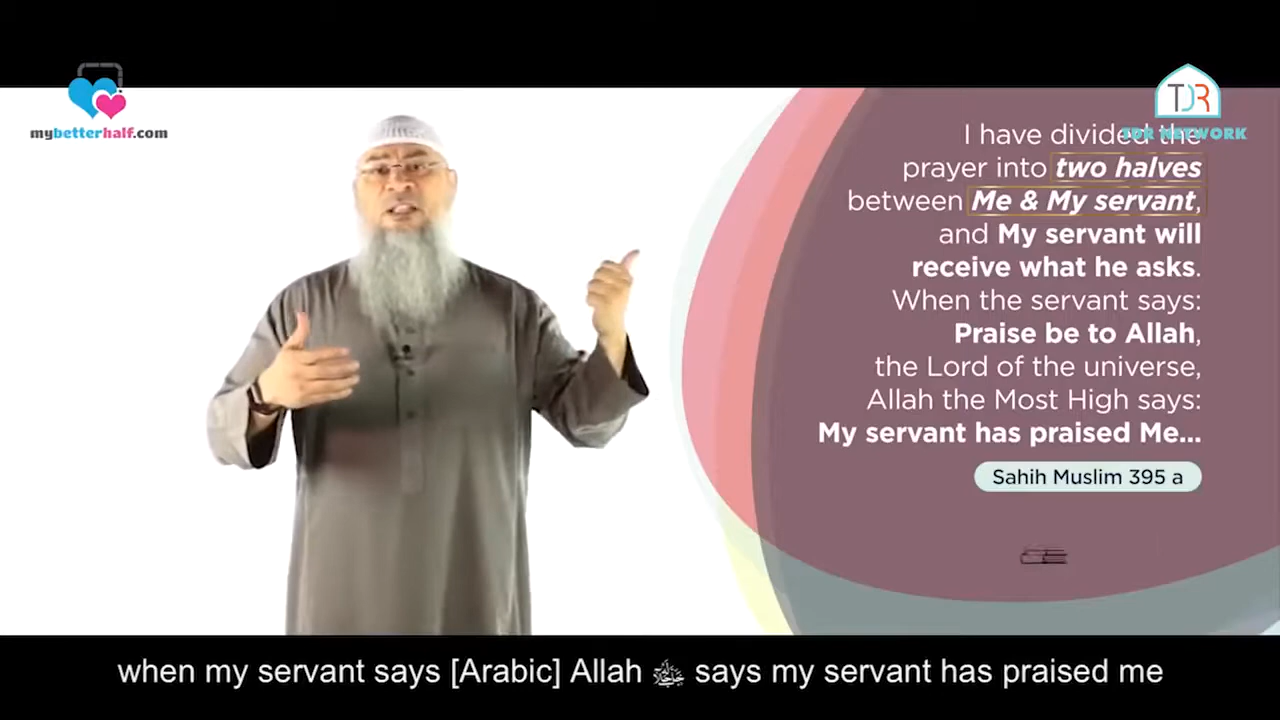 mybetterhalf.com
TDR
TDR NETWORK
I have divided the
prayer into two halves
between Me & My servant,
and My servant will
receive what he asks.
When the servant says:
Praise be to Allah,
the Lord of the universe,
Allah the Most High says:
My servant has praised Me...
Sahih Muslim 395 a
when my servant says [Arabic] Allah ﷻ says my servant has praised me